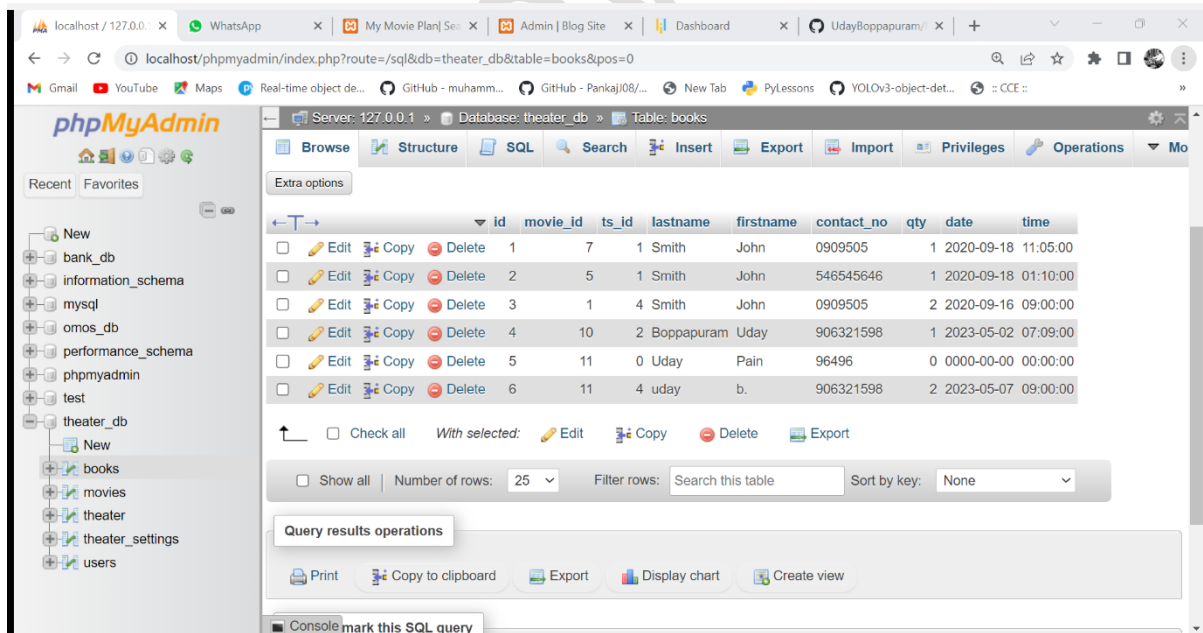 localhost / 127.0.0.1 WhatsApp My Movie Plan| Sea Admin | Blog Site Dashboard UdayBoppapuram/
localhost/phpmyadmin/index.php?route=/sql&db=theater_db&table=books&pos=0
Gmail YouTube Maps Real-time object de... GitHub - muhamm... GitHub - PankajJ08/... New Tab PyLessons YOLOv3-object-det... :: CCE ::
phpMyAdmin
Recent Favorites
New
bank_db
information_schema
mysql
omos_db
performance_schema
phpmyadmin
test
theater_db
New
books
movies
theater
theater_settings
users
Server: 127.0.0.1 » Database: theater_db » Table: books
Browse Structure SQL Search Insert Export Import Privileges Operations Mo
Extra options
id movie_id ts_id lastname firstname contact_no qty date time
Edit Copy Delete 1 7 1 Smith John 0909505 1 2020-09-18 11:05:00
Edit Copy Delete 2 5 1 Smith John 546545646 1 2020-09-18 01:10:00
Edit Copy Delete 3 1 4 Smith John 0909505 2 2020-09-16 09:00:00
Edit Copy Delete 4 10 2 Boppapuram Uday 906321598 1 2023-05-02 07:09:00
Edit Copy Delete 5 11 0 Uday Pain 96496 0 0000-00-00 00:00:00
Edit Copy Delete 6 11 4 uday b. 906321598 2 2023-05-07 09:00:00
Check all With selected: Edit Copy Delete Export
Show all Number of rows: 25 Filter rows: Search this table Sort by key: None
Query results operations
Print Copy to clipboard Export Display chart Create view
Console mark this SQL query